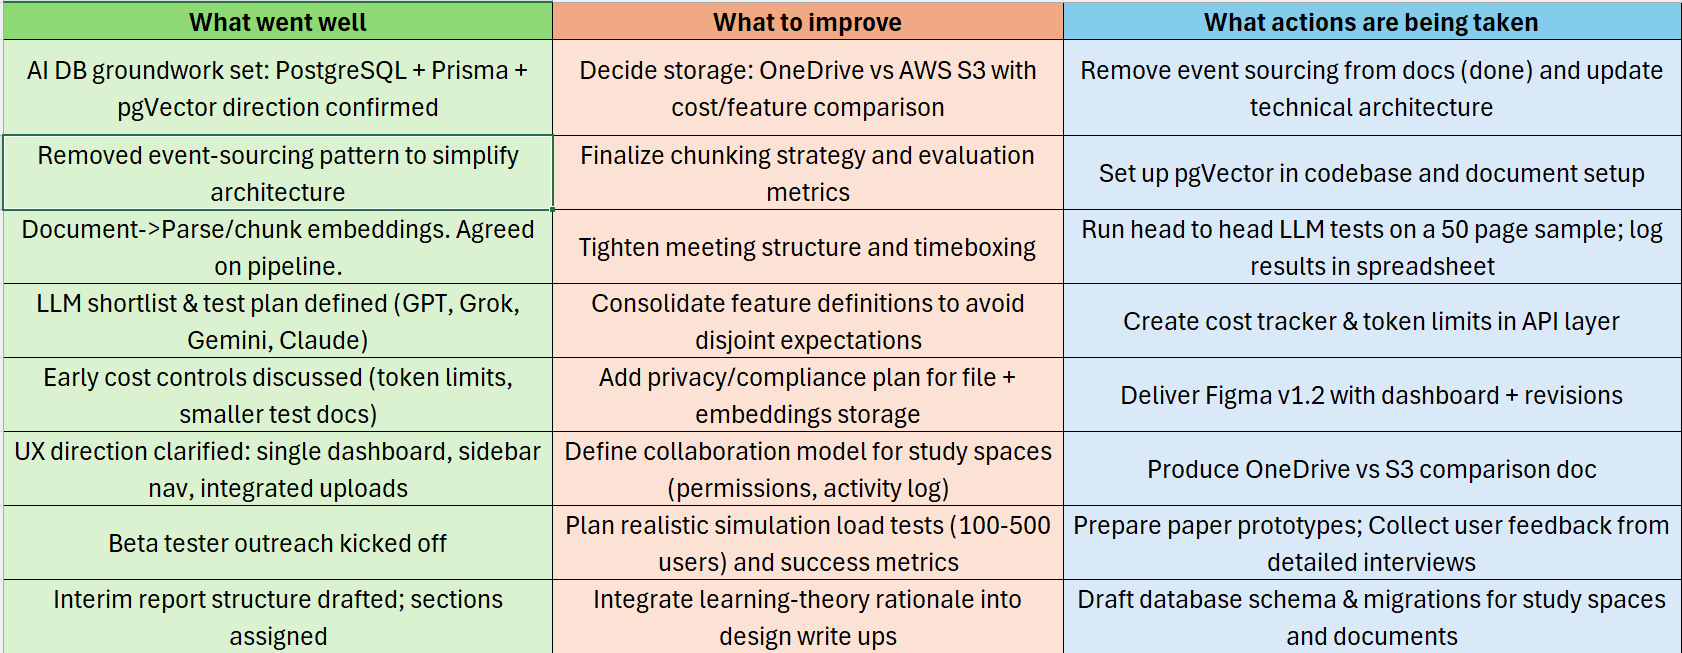 What went well
What to improve
What actions are being taken
AI DB groundwork set: PostgreSQL + Prisma +
pgVector direction confirmed
Decide storage: OneDrive vs AWS S3 with
cost/feature comparison
Remove event sourcing from docs (done) and update
technical architecture
Removed event-sourcing pattern to simplify
architecture
Finalize chunking strategy and evaluation
metrics
Set up pgVector in codebase and document setup
Document->Parse/chunk embeddings. Agreed
on pipeline.
Tighten meeting structure and timeboxing
Run head to head LLM tests on a 50 page sample; log
results in spreadsheet
LLM shortlist & test plan defined (GPT, Grok,
Gemini, Claude)
Consolidate feature definitions to avoid
disjoint expectations
Create cost tracker & token limits in API layer
Early cost controls discussed (token limits,
smaller test docs)
Add privacy/compliance plan for file +
embeddings storage
Deliver Figma v1.2 with dashboard + revisions
UX direction clarified: single dashboard, sidebar
nav, integrated uploads
Define collaboration model for study spaces
(permissions, activity log)
Produce OneDrive vs S3 comparison doc
Beta tester outreach kicked off
Plan realistic simulation load tests (100-500
users) and success metrics
Prepare paper prototypes; Collect user feedback from
detailed interviews
Interim report structure drafted; sections
assigned
Integrate learning-theory rationale into
design write ups
Draft database schema & migrations for study spaces
and documents